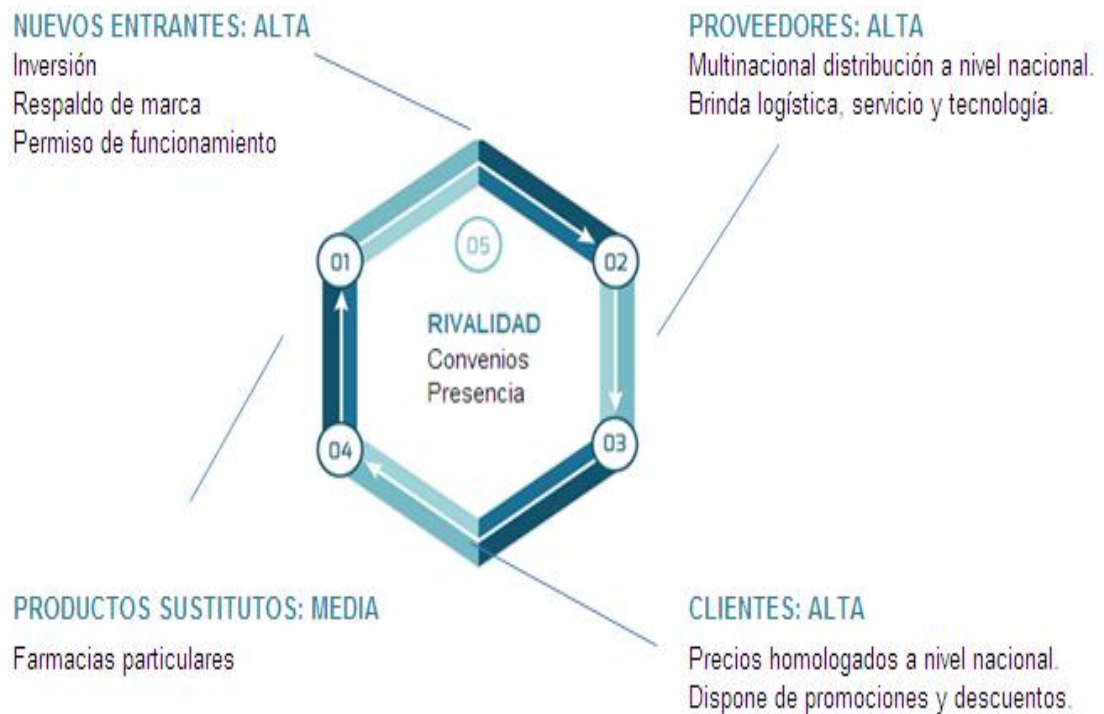 NUEVOS ENTRANTES: ALTA
Inversión
Respaldo de marca
Permiso de funcionamiento
PROVEEDORES: ALTA
Multinacional distribución a nivel nacional.
Brinda logística, servicio y tecnología.
01
05
02
RIVALIDAD
Convenios
Presencia
04
03
PRODUCTOS SUSTITUTOS: MEDIA
Farmacias particulares
CLIENTES: ALTA
Precios homologados a nivel nacional.
Dispone de promociones y descuentos.